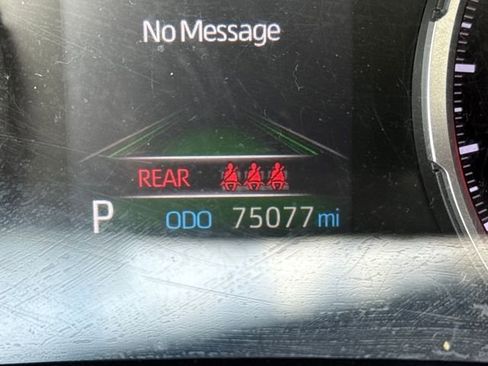 No Message
REAR
P ODO 75077 mi